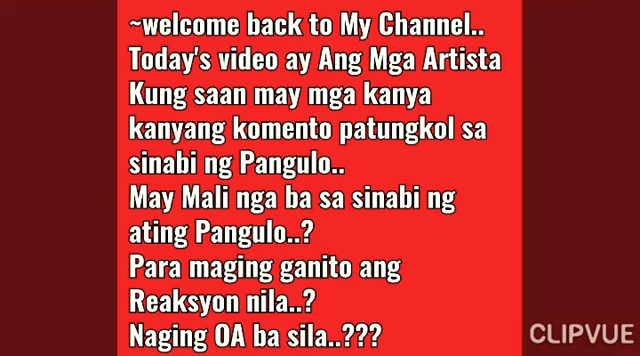 ~welcome back to My Channel..
Today's video ay Ang Mga Artista
Kung saan may mga kanya
kanyang komento patungkol sa
sinabi ng Pangulo..
May Mali nga ba sa sinabi ng
ating Pangulo..?
Para maging ganito ang
Reaksyon nila..?
Naging OA ba sila..???
CLIPVUE